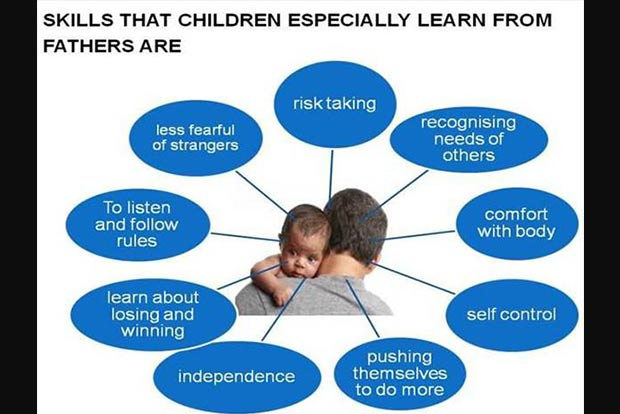 SKILLS THAT CHILDREN ESPECIALLY LEARN FROM
FATHERS ARE
risk taking
recognising
needs of
others
comfort
with body
self control
pushing
themselves
to do more
independence
learn about
losing and
winning
To listen
and follow
rules
less fearful
of strangers